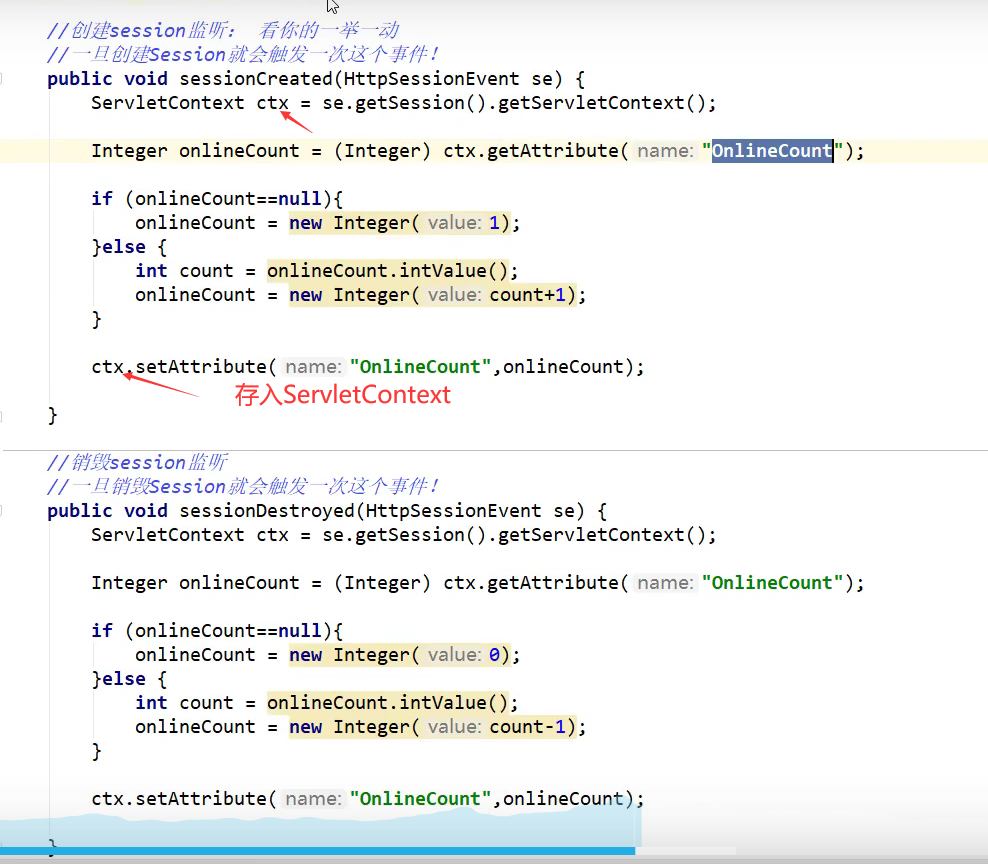 //创建session监听： 看你的一举一动
//一旦创建Session就会触发一次这个事件！
public void sessionCreated(HttpSessionEvent se) {
ServletContext ctx = se.getSession().getServletContext();
Integer onlineCount = (Integer) ctx.getAttribute( name: "OnlineCount");
if (onlineCount==null){
onlineCount = new Integer( value: 1);
}else {
int count = onlineCount.intValue();
onlineCount = new Integer( value: count+1);
}
ctx.setAttribute( name: "OnlineCount",onlineCount);
存入ServletContext
}
//销毁session监听
//一旦销毁Session就会触发一次这个事件！
public void sessionDestroyed(HttpSessionEvent se) {
ServletContext ctx = se.getSession().getServletContext();
Integer onlineCount = (Integer) ctx.getAttribute( name: "OnlineCount");
if (onlineCount==null){
onlineCount = new Integer( value: 0);
}else {
int count = onlineCount.intValue();
onlineCount = new Integer( value: count-1);
}
ctx.setAttribute( name: "OnlineCount",onlineCount);
}